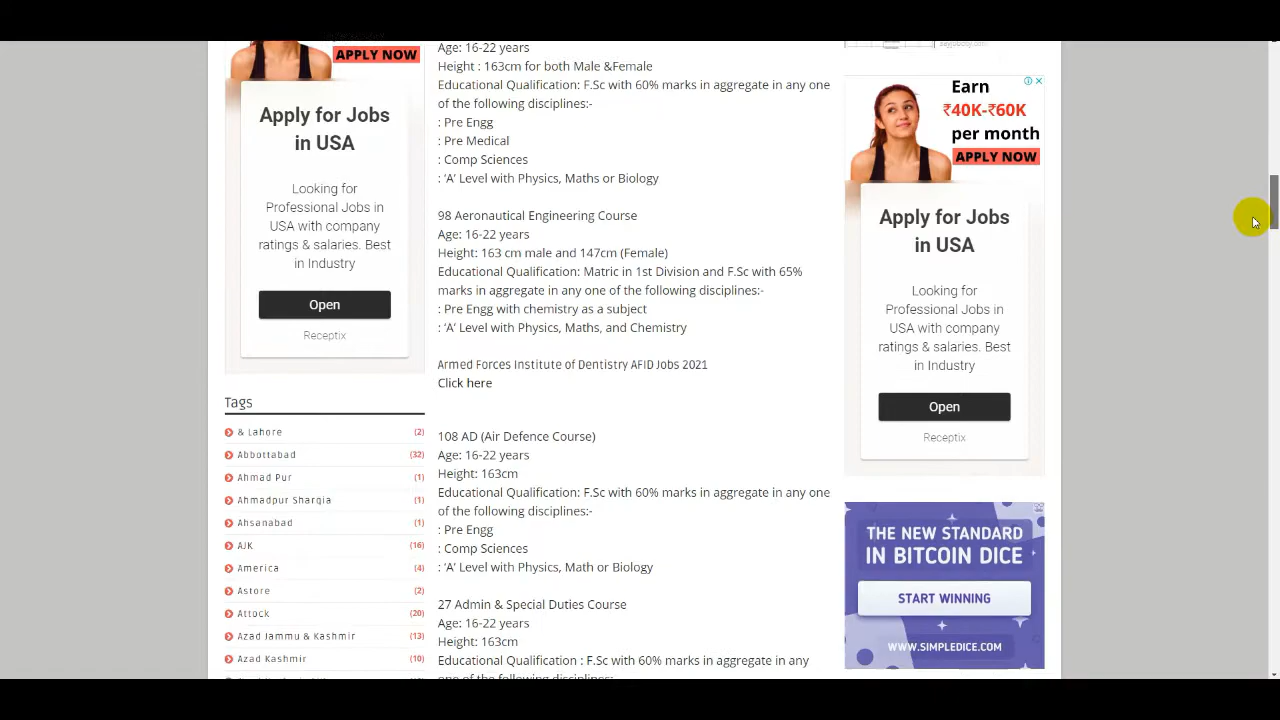 APPLY NOW
Apply for Jobs
in USA
Looking for
Professional Jobs in
USA with company
ratings & salaries. Best
in Industry
Open
Receptix
Tags
& Lahore (2)
Abbottabad (32)
Ahmad Pur (1)
Ahmadpur Sharqia (1)
Ahsanabad (1)
AJK (16)
America (4)
Astore (2)
Attock (20)
Azad Jammu & Kashmir (13)
Azad Kashmir (10)
Age: 16-22 years
Height : 163cm for both Male &Female
Educational Qualification: F.Sc with 60% marks in aggregate in any one
of the following disciplines:-
: Pre Engg
: Pre Medical
: Comp Sciences
: ‘A’ Level with Physics, Maths or Biology
98 Aeronautical Engineering Course
Age: 16-22 years
Height: 163 cm male and 147cm (Female)
Educational Qualification: Matric in 1st Division and F.Sc with 65%
marks in aggregate in any one of the following disciplines:-
: Pre Engg with chemistry as a subject
: ‘A’ Level with Physics, Maths, and Chemistry
Armed Forces Institute of Dentistry AFID Jobs 2021
Click here
108 AD (Air Defence Course)
Age: 16-22 years
Height: 163cm
Educational Qualification: F.Sc with 60% marks in aggregate in any one
of the following disciplines:-
: Pre Engg
: Comp Sciences
: ‘A’ Level with Physics, Math or Biology
27 Admin & Special Duties Course
Age: 16-22 years
Height: 163cm
Educational Qualification : F.Sc with 60% marks in aggregate in any
one of the following disciplines:-
Earn
₹40K-₹60K
per month
APPLY NOW
Apply for Jobs
in USA
Looking for
Professional Jobs in
USA with company
ratings & salaries. Best
in Industry
Open
Receptix
THE NEW STANDARD
IN BITCOIN DICE
START WINNING
WWW.SIMPLEDICE.COM